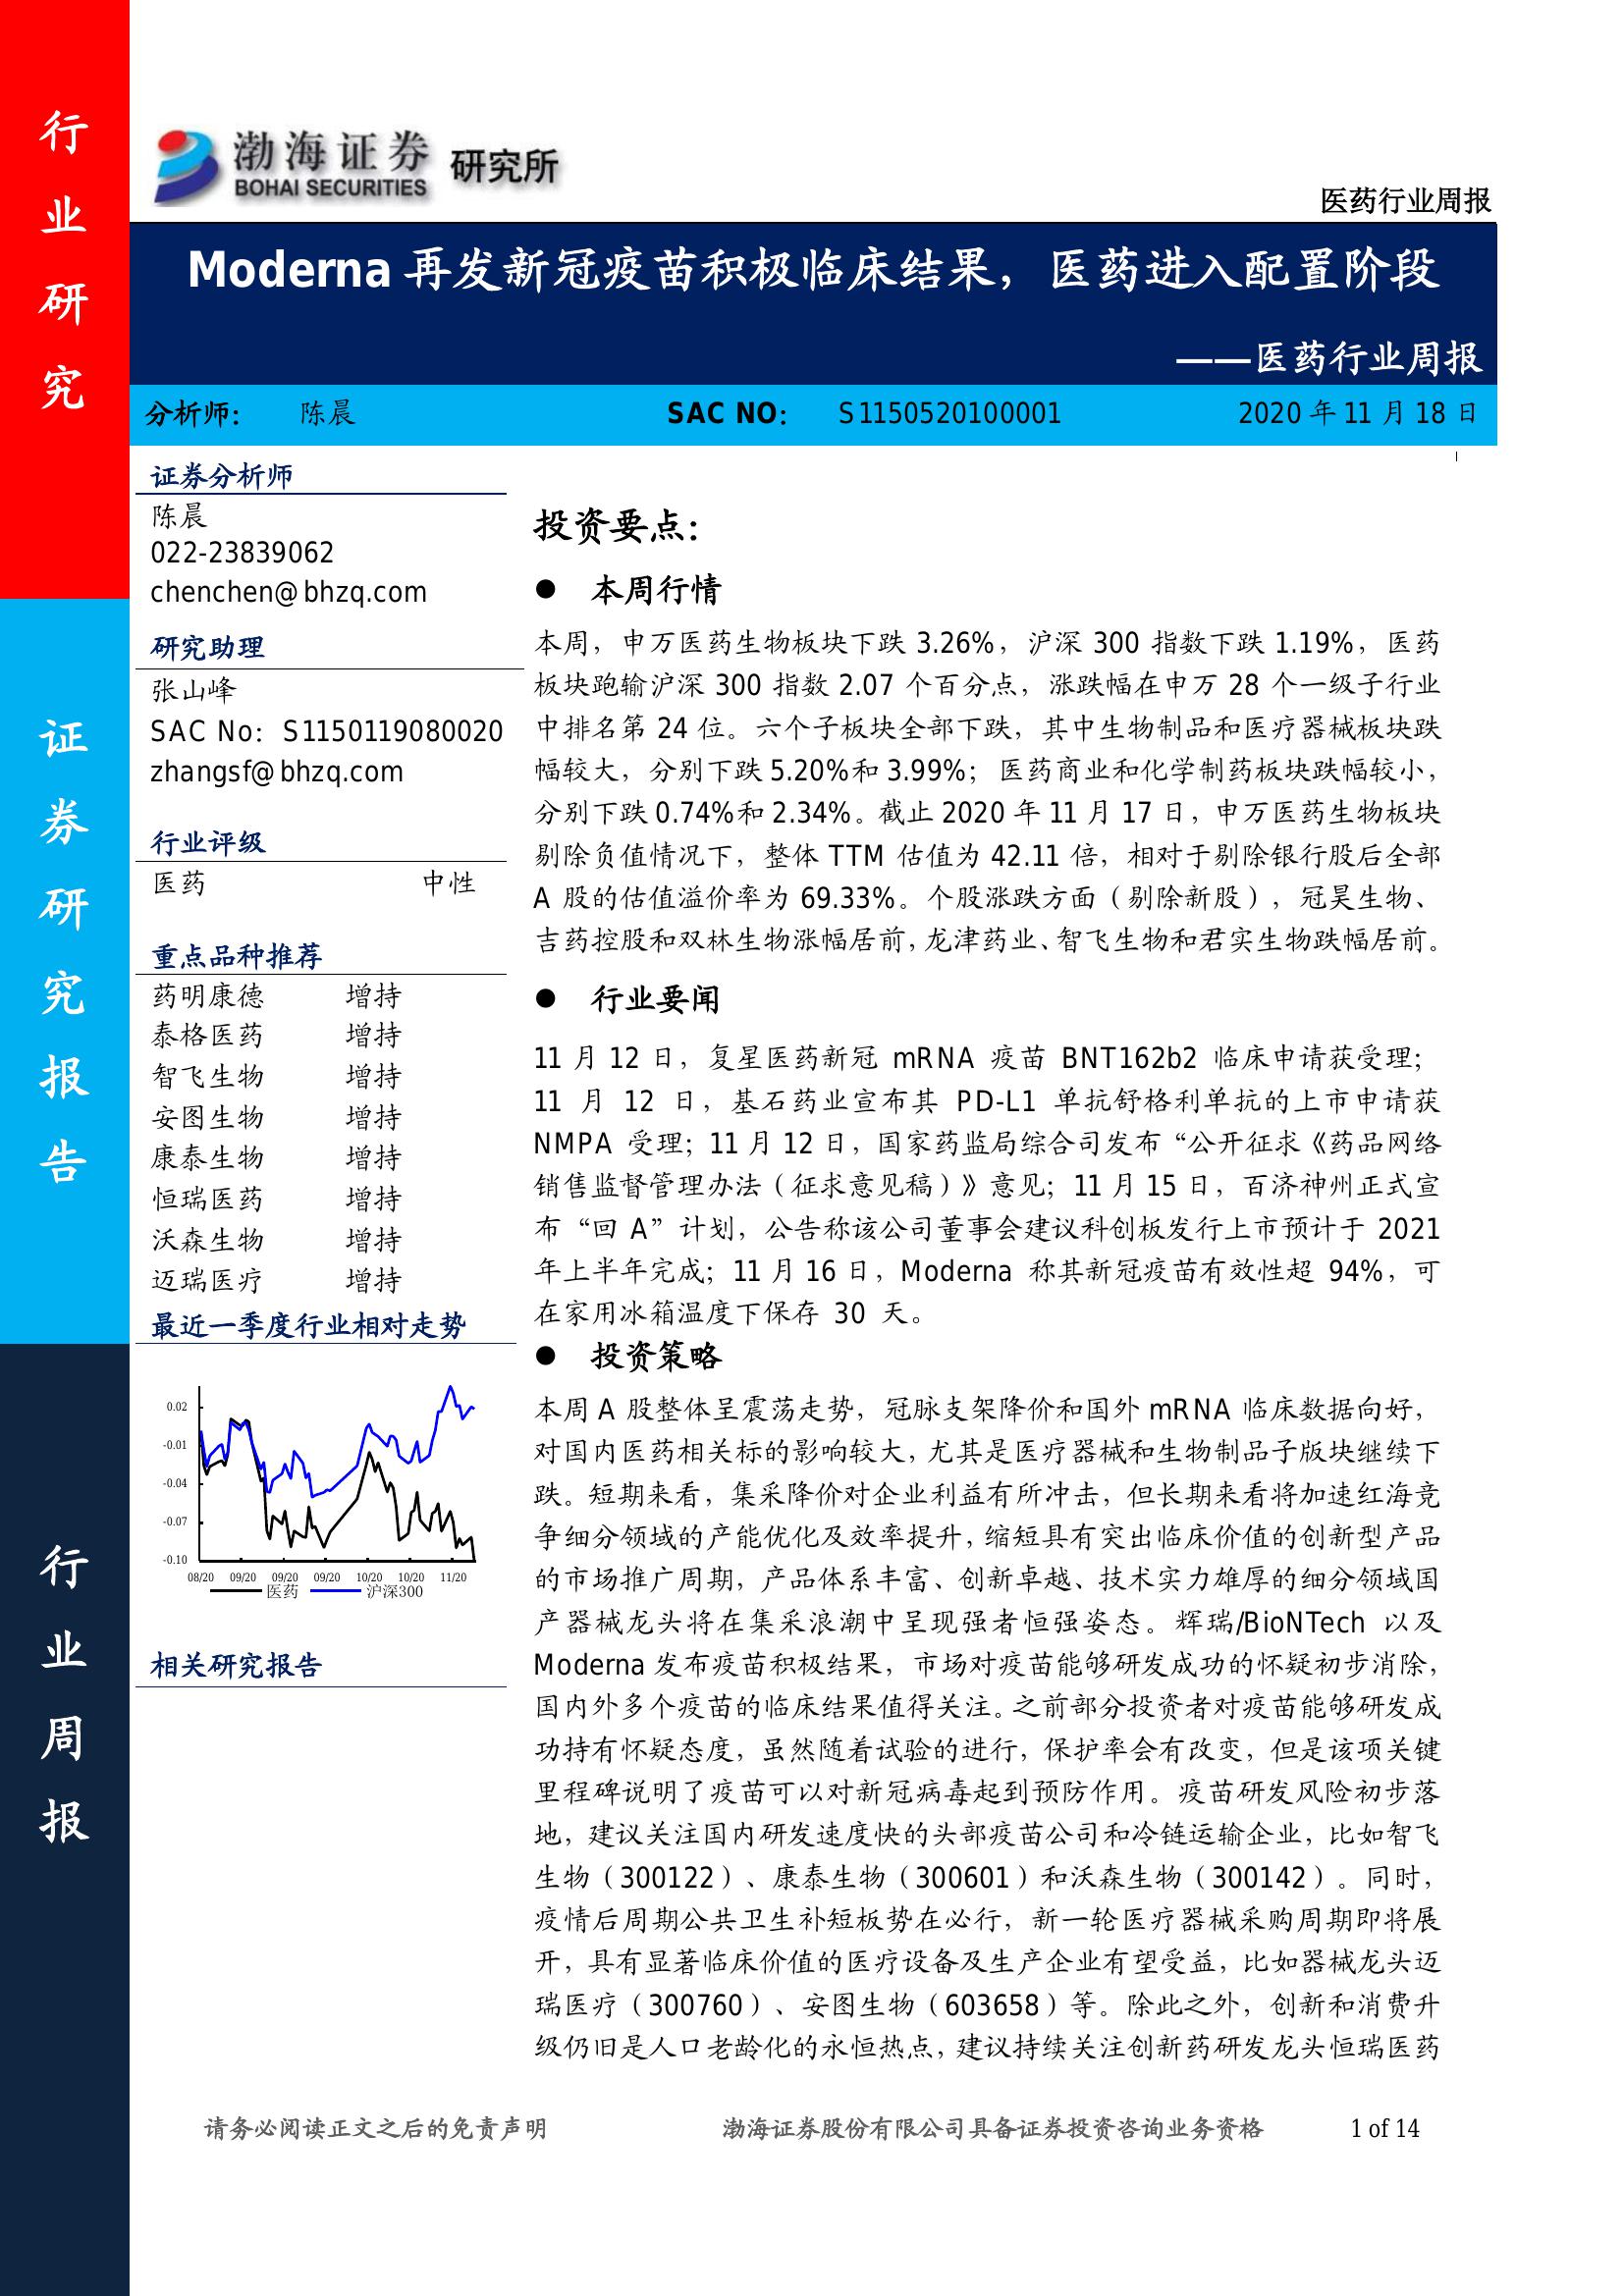 行业研究
证券研究报告
行业周报
渤海证券 研究所
BOHAI SECURITIES
医药行业周报
Moderna 再发新冠疫苗积极临床结果，医药进入配置阶段
——医药行业周报
分析师： 陈晨 SAC NO： S1150520100001 2020 年 11 月 18 日
证券分析师
陈晨
022-23839062
chenchen@bhzq.com
研究助理
张山峰
SAC No：S1150119080020
zhangsf@bhzq.com
行业评级
医药 中性
重点品种推荐
药明康德 增持
泰格医药 增持
智飞生物 增持
安图生物 增持
康泰生物 增持
恒瑞医药 增持
沃森生物 增持
迈瑞医疗 增持
最近一季度行业相对走势
0.02
-0.01
-0.04
-0.07
-0.10
08/20 09/20 09/20 09/20 10/20 10/20 11/20
医药 沪深300
相关研究报告
投资要点：
● 本周行情
本周，申万医药生物板块下跌 3.26%，沪深 300 指数下跌 1.19%，医药
板块跑输沪深 300 指数 2.07 个百分点，涨跌幅在申万 28 个一级子行业
中排名第 24 位。六个子板块全部下跌，其中生物制品和医疗器械板块跌
幅较大，分别下跌 5.20%和 3.99%；医药商业和化学制药板块跌幅较小，
分别下跌 0.74%和 2.34%。截止 2020 年 11 月 17 日，申万医药生物板块
剔除负值情况下，整体 TTM 估值为 42.11 倍，相对于剔除银行股后全部
A 股的估值溢价率为 69.33%。个股涨跌方面（剔除新股），冠昊生物、
吉药控股和双林生物涨幅居前，龙津药业、智飞生物和君实生物跌幅居前。
● 行业要闻
11 月 12 日，复星医药新冠 mRNA 疫苗 BNT162b2 临床申请获受理；
11 月 12 日，基石药业宣布其 PD-L1 单抗舒格利单抗的上市申请获
NMPA 受理；11 月 12 日，国家药监局综合司发布“公开征求《药品网络
销售监督管理办法（征求意见稿）》意见；11 月 15 日，百济神州正式宣
布“回 A”计划，公告称该公司董事会建议科创板发行上市预计于 2021
年上半年完成；11 月 16 日，Moderna 称其新冠疫苗有效性超 94%，可
在家用冰箱温度下保存 30 天。
● 投资策略
本周 A 股整体呈震荡走势，冠脉支架降价和国外 mRNA 临床数据向好，
对国内医药相关标的影响较大，尤其是医疗器械和生物制品子版块继续下
跌。短期来看，集采降价对企业利益有所冲击，但长期来看将加速红海竞
争细分领域的产能优化及效率提升，缩短具有突出临床价值的创新型产品
的市场推广周期，产品体系丰富、创新卓越、技术实力雄厚的细分领域国
产器械龙头将在集采浪潮中呈现强者恒强姿态。辉瑞/BioNTech 以及
Moderna 发布疫苗积极结果，市场对疫苗能够研发成功的怀疑初步消除，
国内外多个疫苗的临床结果值得关注。之前部分投资者对疫苗能够研发成
功持有怀疑态度，虽然随着试验的进行，保护率会有改变，但是该项关键
里程碑说明了疫苗可以对新冠病毒起到预防作用。疫苗研发风险初步落
地，建议关注国内研发速度快的头部疫苗公司和冷链运输企业，比如智飞
生物（300122）、康泰生物（300601）和沃森生物（300142）。同时，
疫情后周期公共卫生补短板势在必行，新一轮医疗器械采购周期即将展
开，具有显著临床价值的医疗设备及生产企业有望受益，比如器械龙头迈
瑞医疗（300760）、安图生物（603658）等。除此之外，创新和消费升
级仍旧是人口老龄化的永恒热点，建议持续关注创新药研发龙头恒瑞医药
请务必阅读正文之后的免责声明 渤海证券股份有限公司具备证券投资咨询业务资格 1 of 14